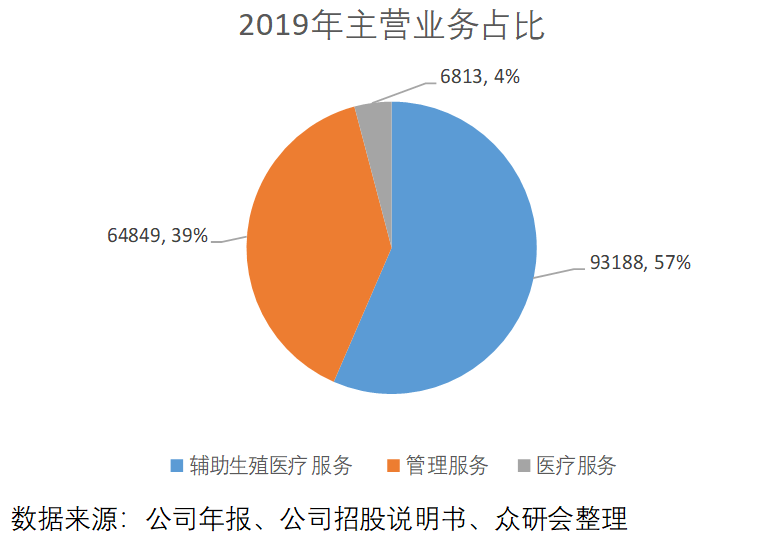 2019年主营业务占比
6813, 4%
64849, 39%
93188, 57%
辅助生殖医疗服务 管理服务 医疗服务
数据来源：公司年报、公司招股说明书、众研会整理